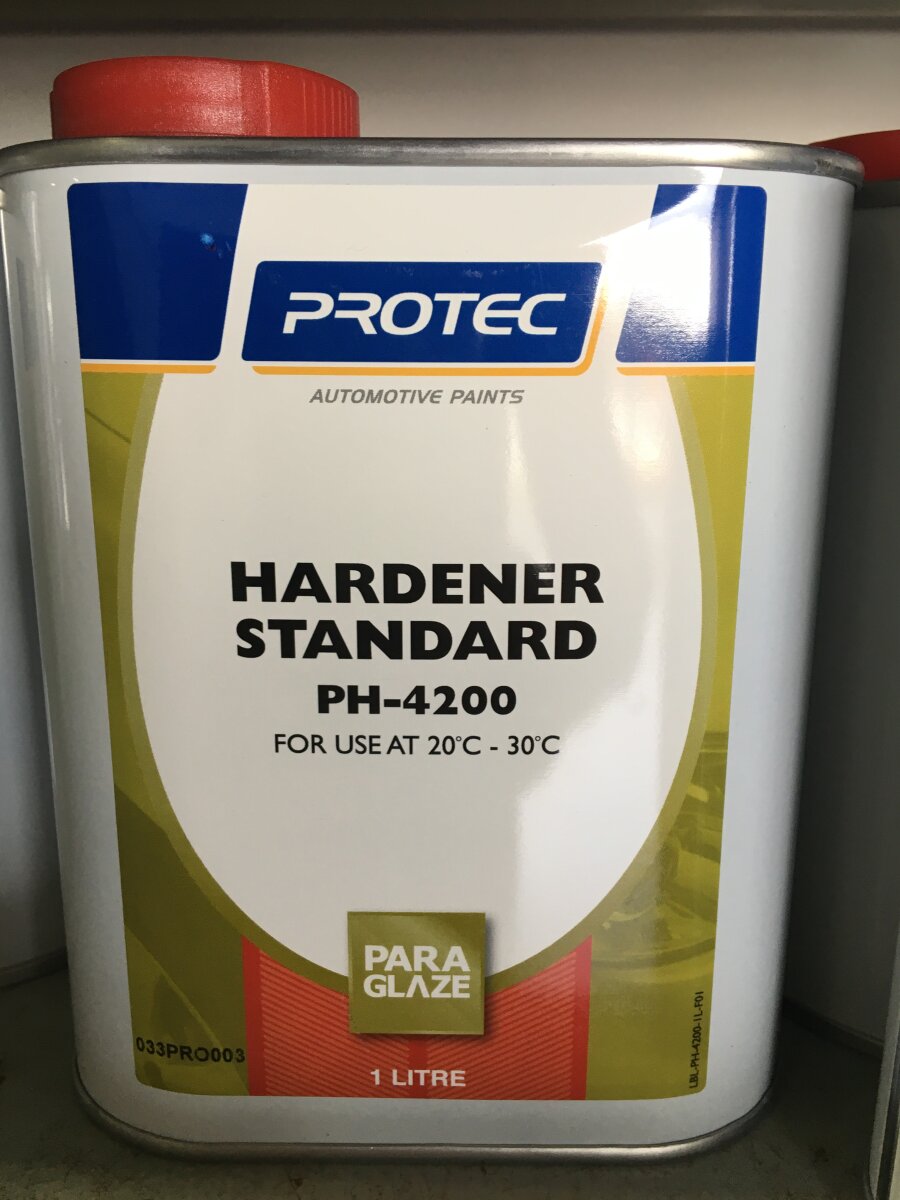 PROTEC
AUTOMOTIVE PAINTS
HARDENER
STANDARD
PH-4200
FOR USE AT 20°C - 30°C
PARA
GLAZE
033PRO003
1 LITRE
LBL-PH-4200-1L-F01